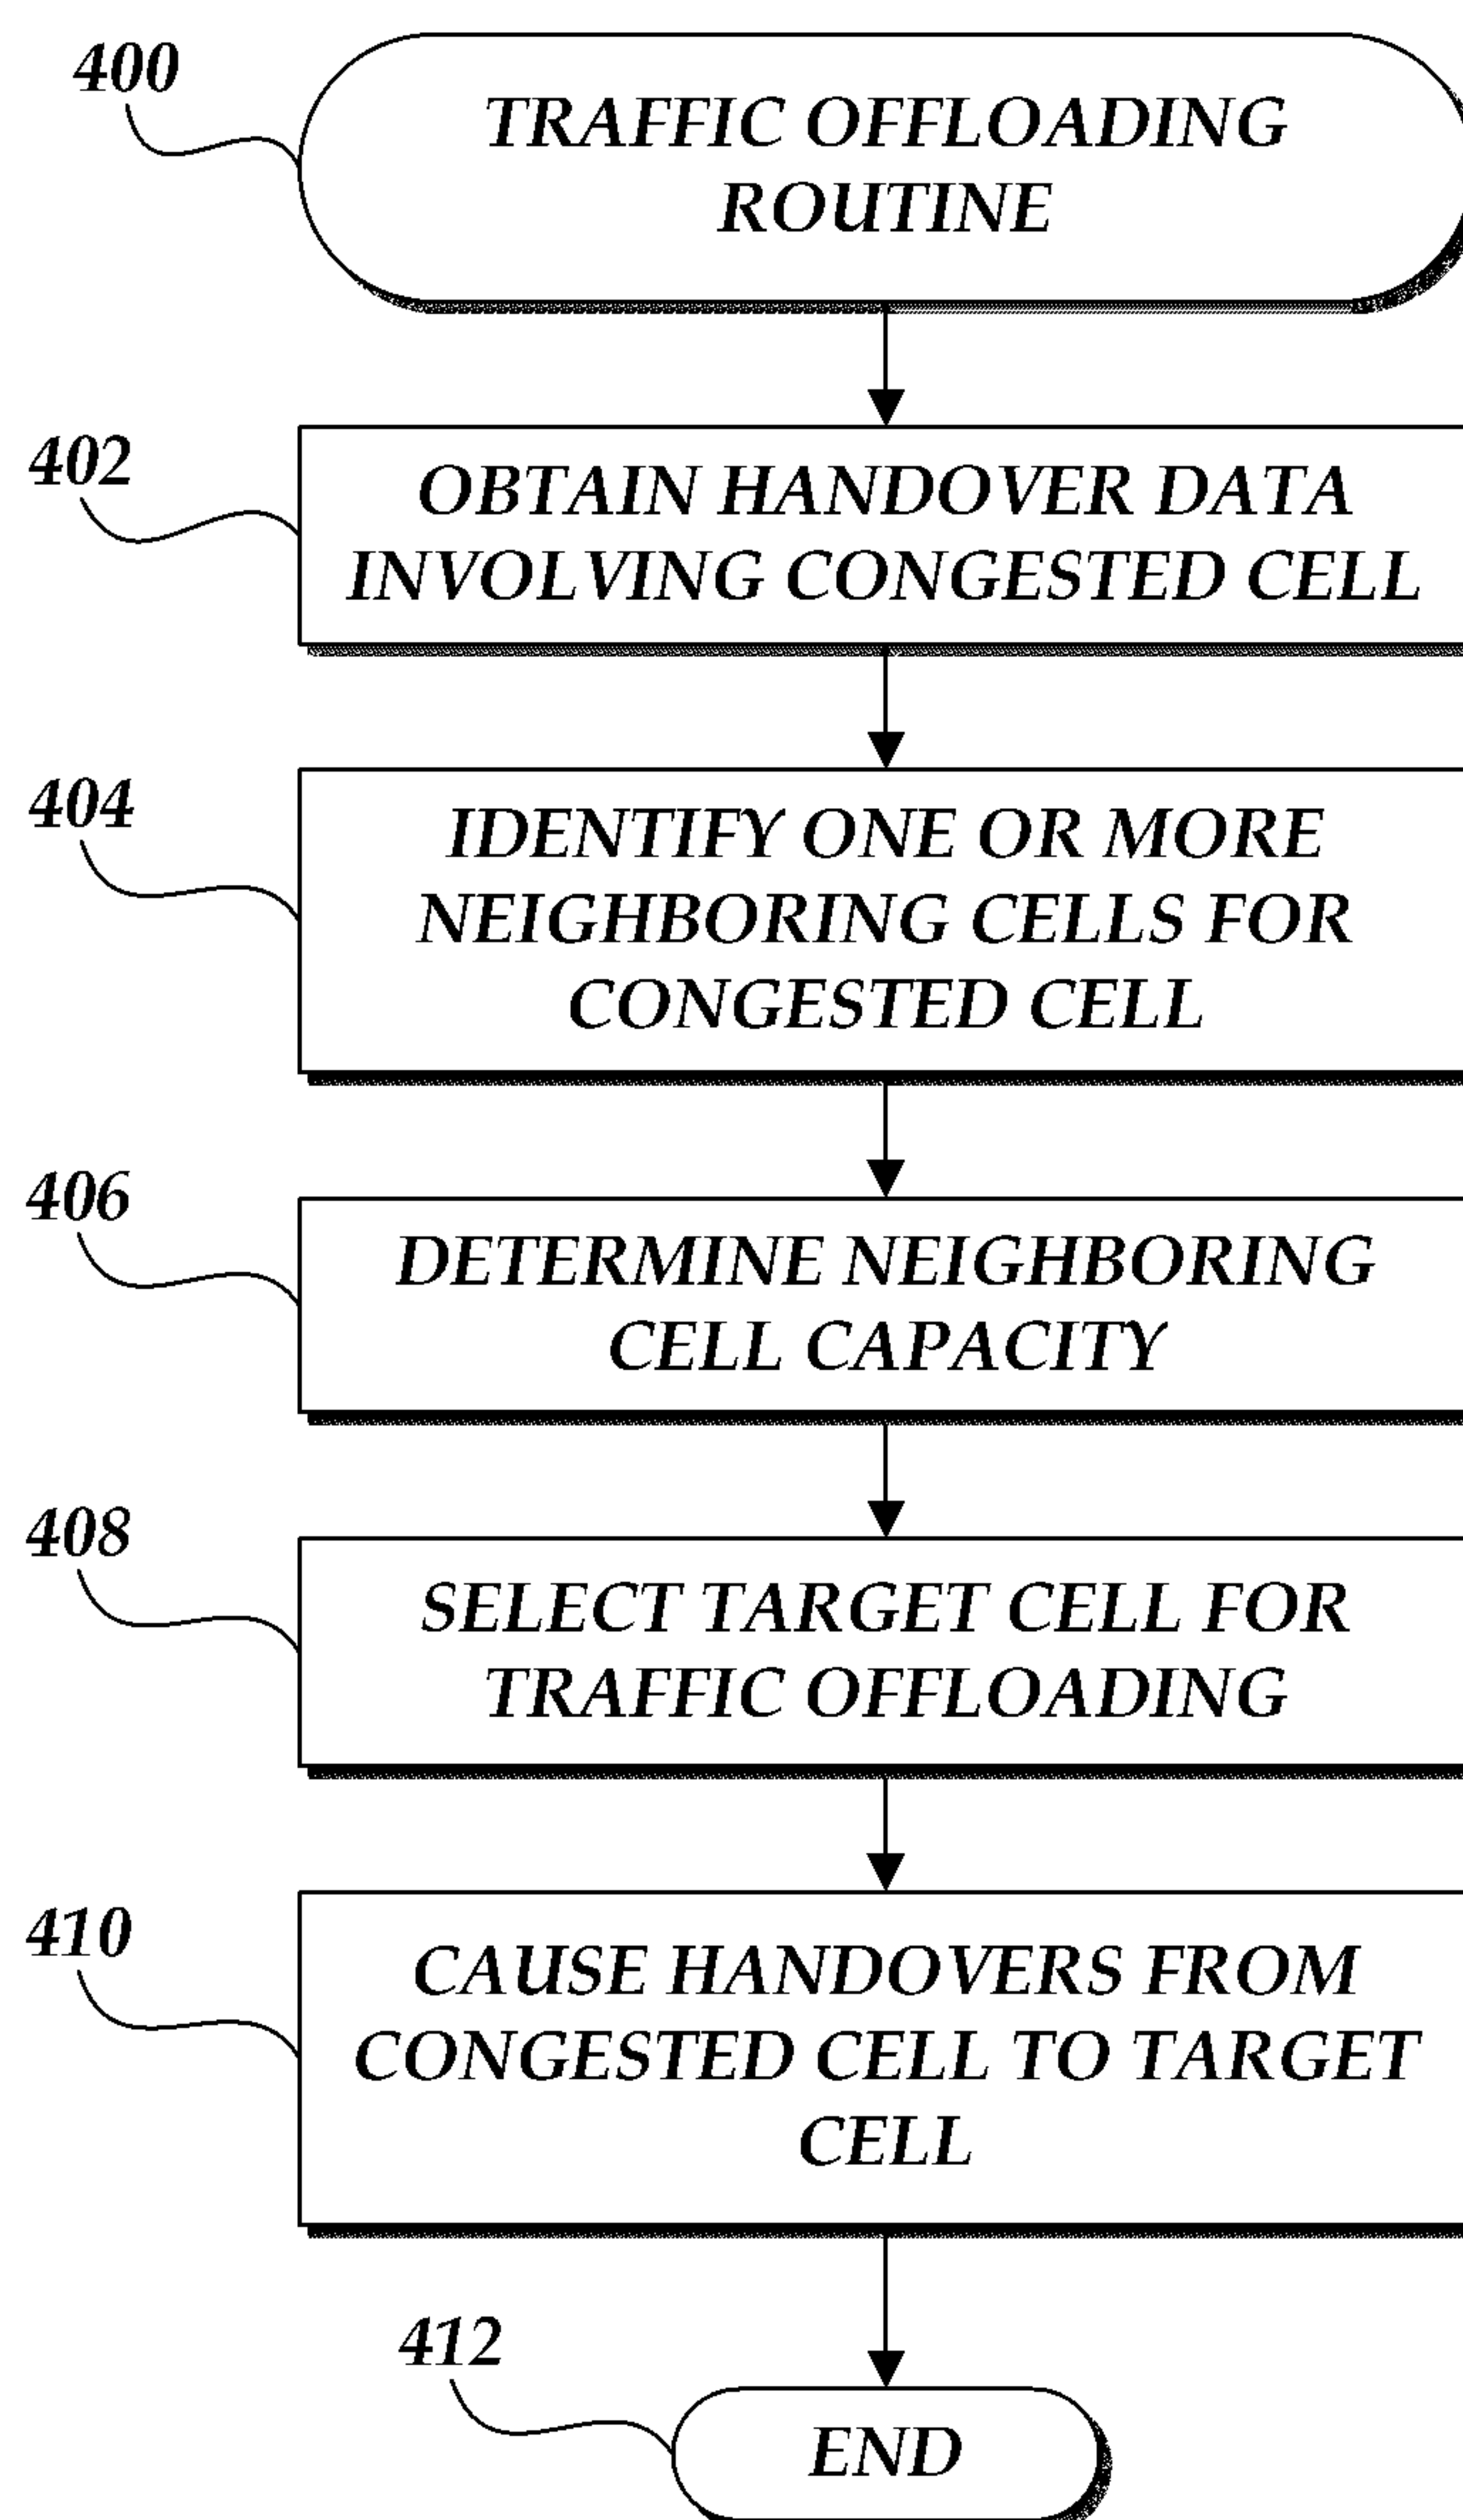 400
TRAFFIC OFFLOADING
ROUTINE
402
OBTAIN HANDOVER DATA
INVOLVING CONGESTED CELL
404
IDENTIFY ONE OR MORE
NEIGHBORING CELLS FOR
CONGESTED CELL
406
DETERMINE NEIGHBORING
CELL CAPACITY
408
SELECT TARGET CELL FOR
TRAFFIC OFFLOADING
410
CAUSE HANDOVERS FROM
CONGESTED CELL TO TARGET
CELL
412
END